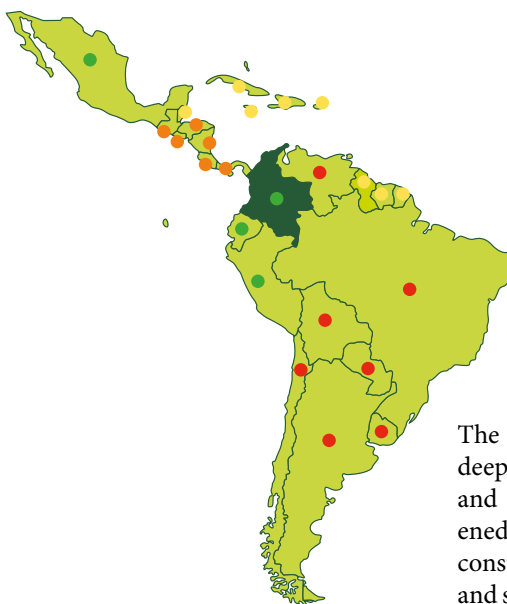 The
deep
and
ened
cons
and s